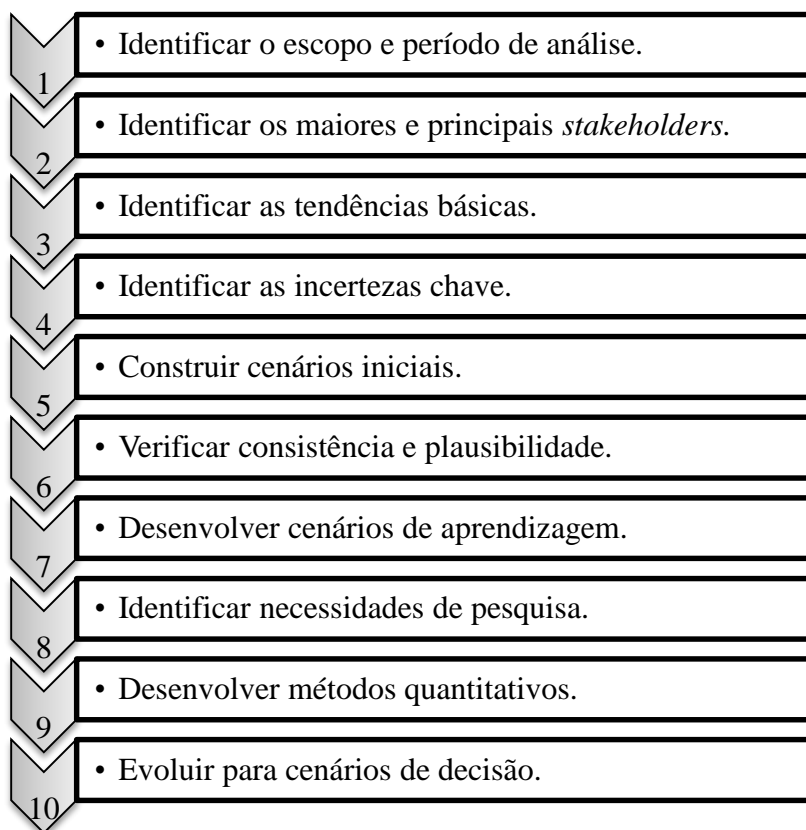 • Identificar o escopo e período de análise.
1
• Identificar os maiores e principais stakeholders.
2
• Identificar as tendências básicas.
3
• Identificar as incertezas chave.
4
• Construir cenários iniciais.
5
• Verificar consistência e plausibilidade.
6
• Desenvolver cenários de aprendizagem.
7
• Identificar necessidades de pesquisa.
8
• Desenvolver métodos quantitativos.
9
• Evoluir para cenários de decisão.
10